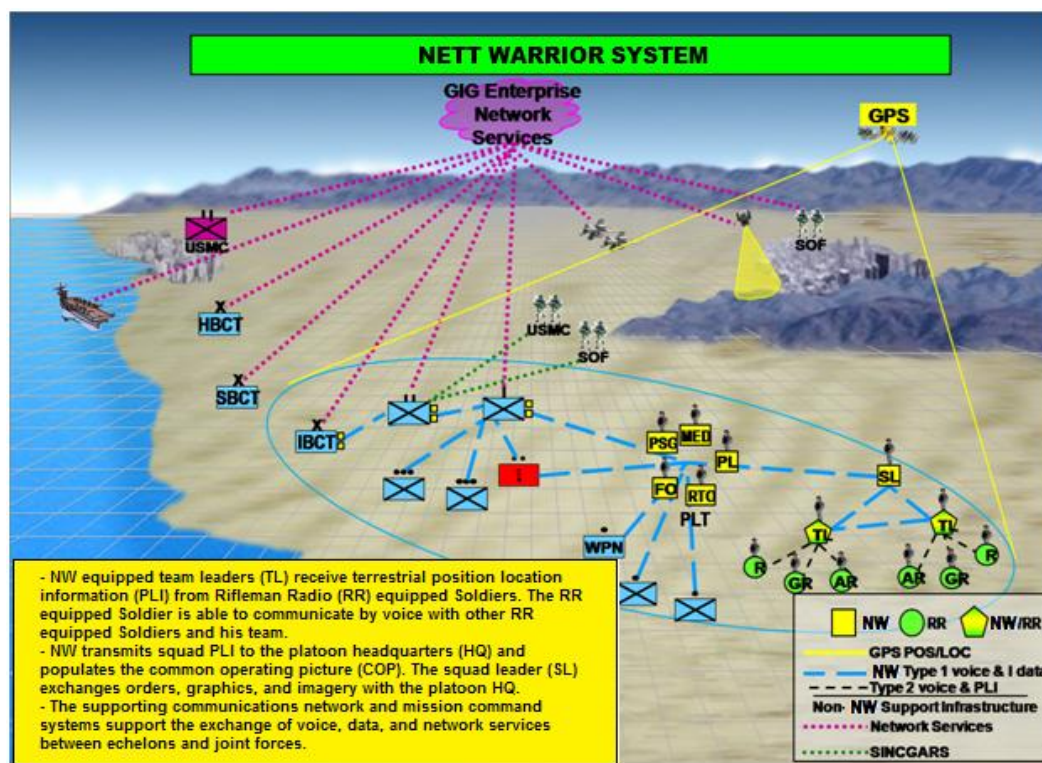 NETT WARRIOR SYSTEM
GIG Enterprise
Network
Services
GPS
USMC
SOF
HBCT
USMC
SOF
SBCT
IBCT
PSG
MED
PL
FO
RTO
SL
PLT
WPN
TL
TL
R
GR
AR
AR
GR
R
- NW equipped team leaders (TL) receive terrestrial position location
information (PLI) from Rifleman Radio (RR) equipped Soldiers. The RR
equipped Soldier is able to communicate by voice with other RR
equipped Soldiers and his team.
- NW transmits squad PLI to the platoon headquarters (HQ) and
populates the common operating picture (COP). The squad leader (SL)
exchanges orders, graphics, and imagery with the platoon HQ.
- The supporting communications network and mission command
systems support the exchange of voice, data, and network services
between echelons and joint forces.
NW RR NW/RR
GPS POS/LOC
NW Type 1 voice & I data
Type 2 voice & PLI
Non- NW Support Infrastructure
Network Services
SINCGARS